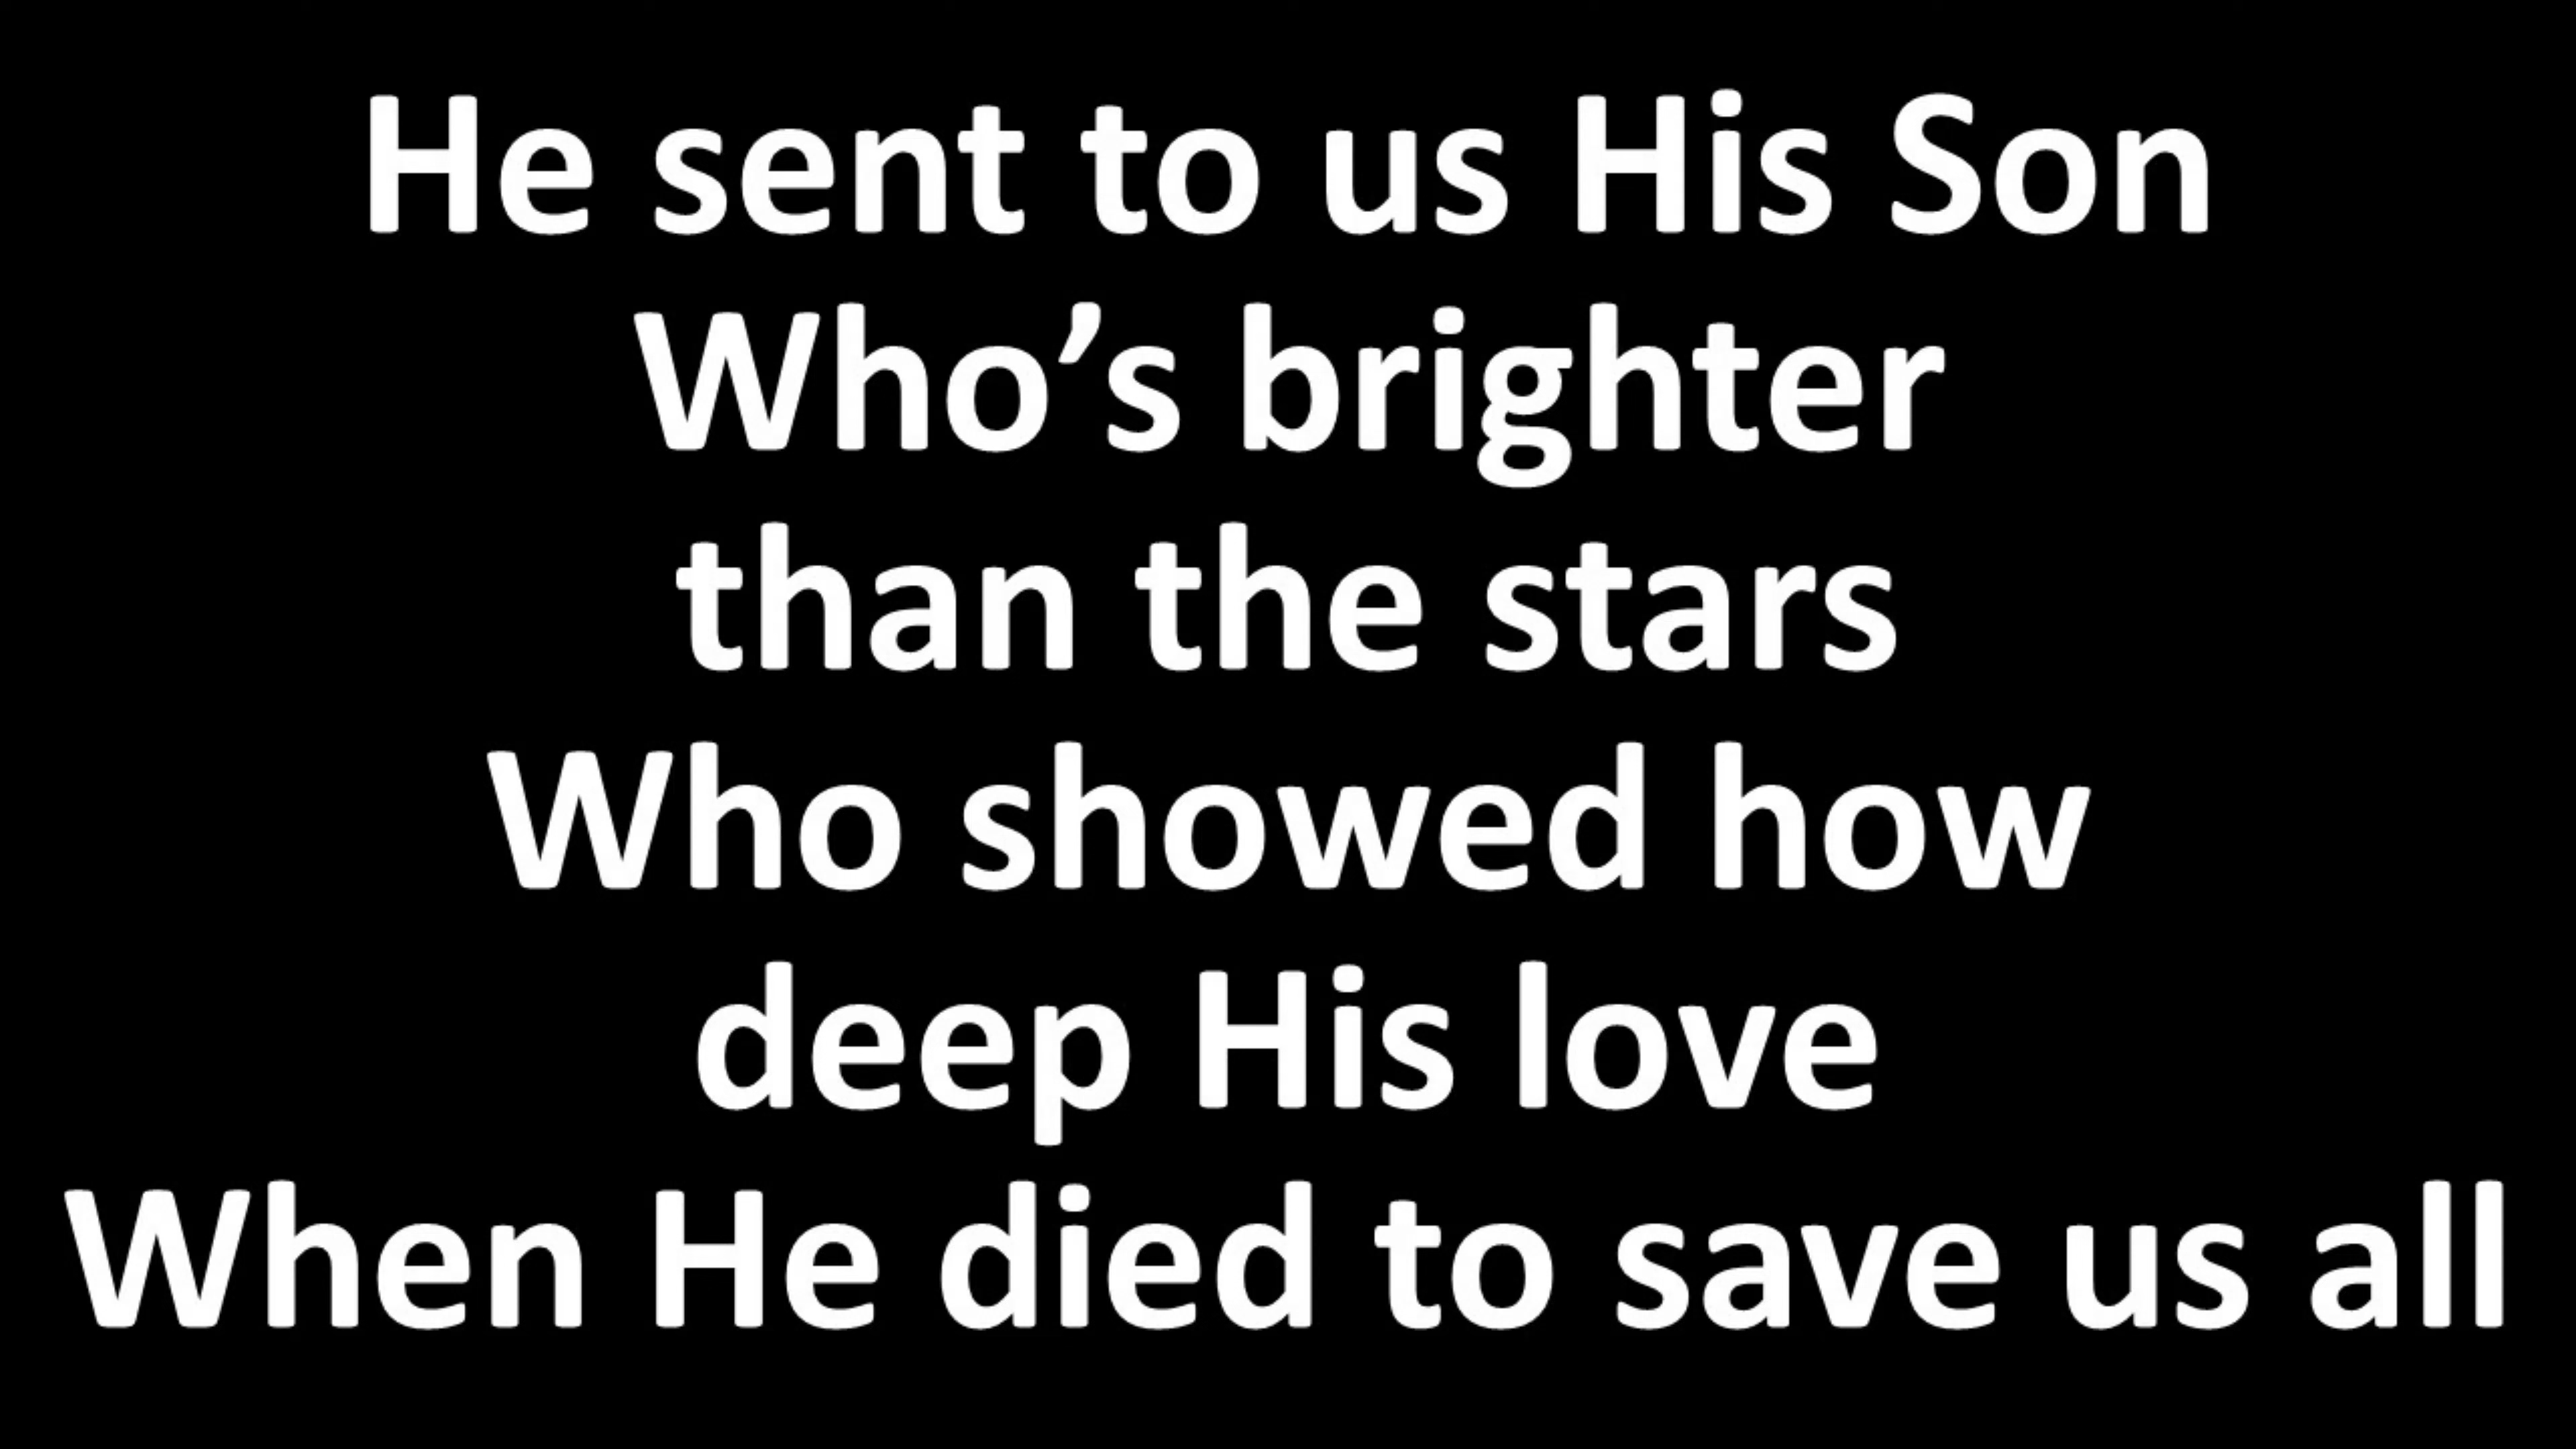 He sent to us His Son
Who’s brighter
than the stars
Who showed how
deep His love
When He died to save us all